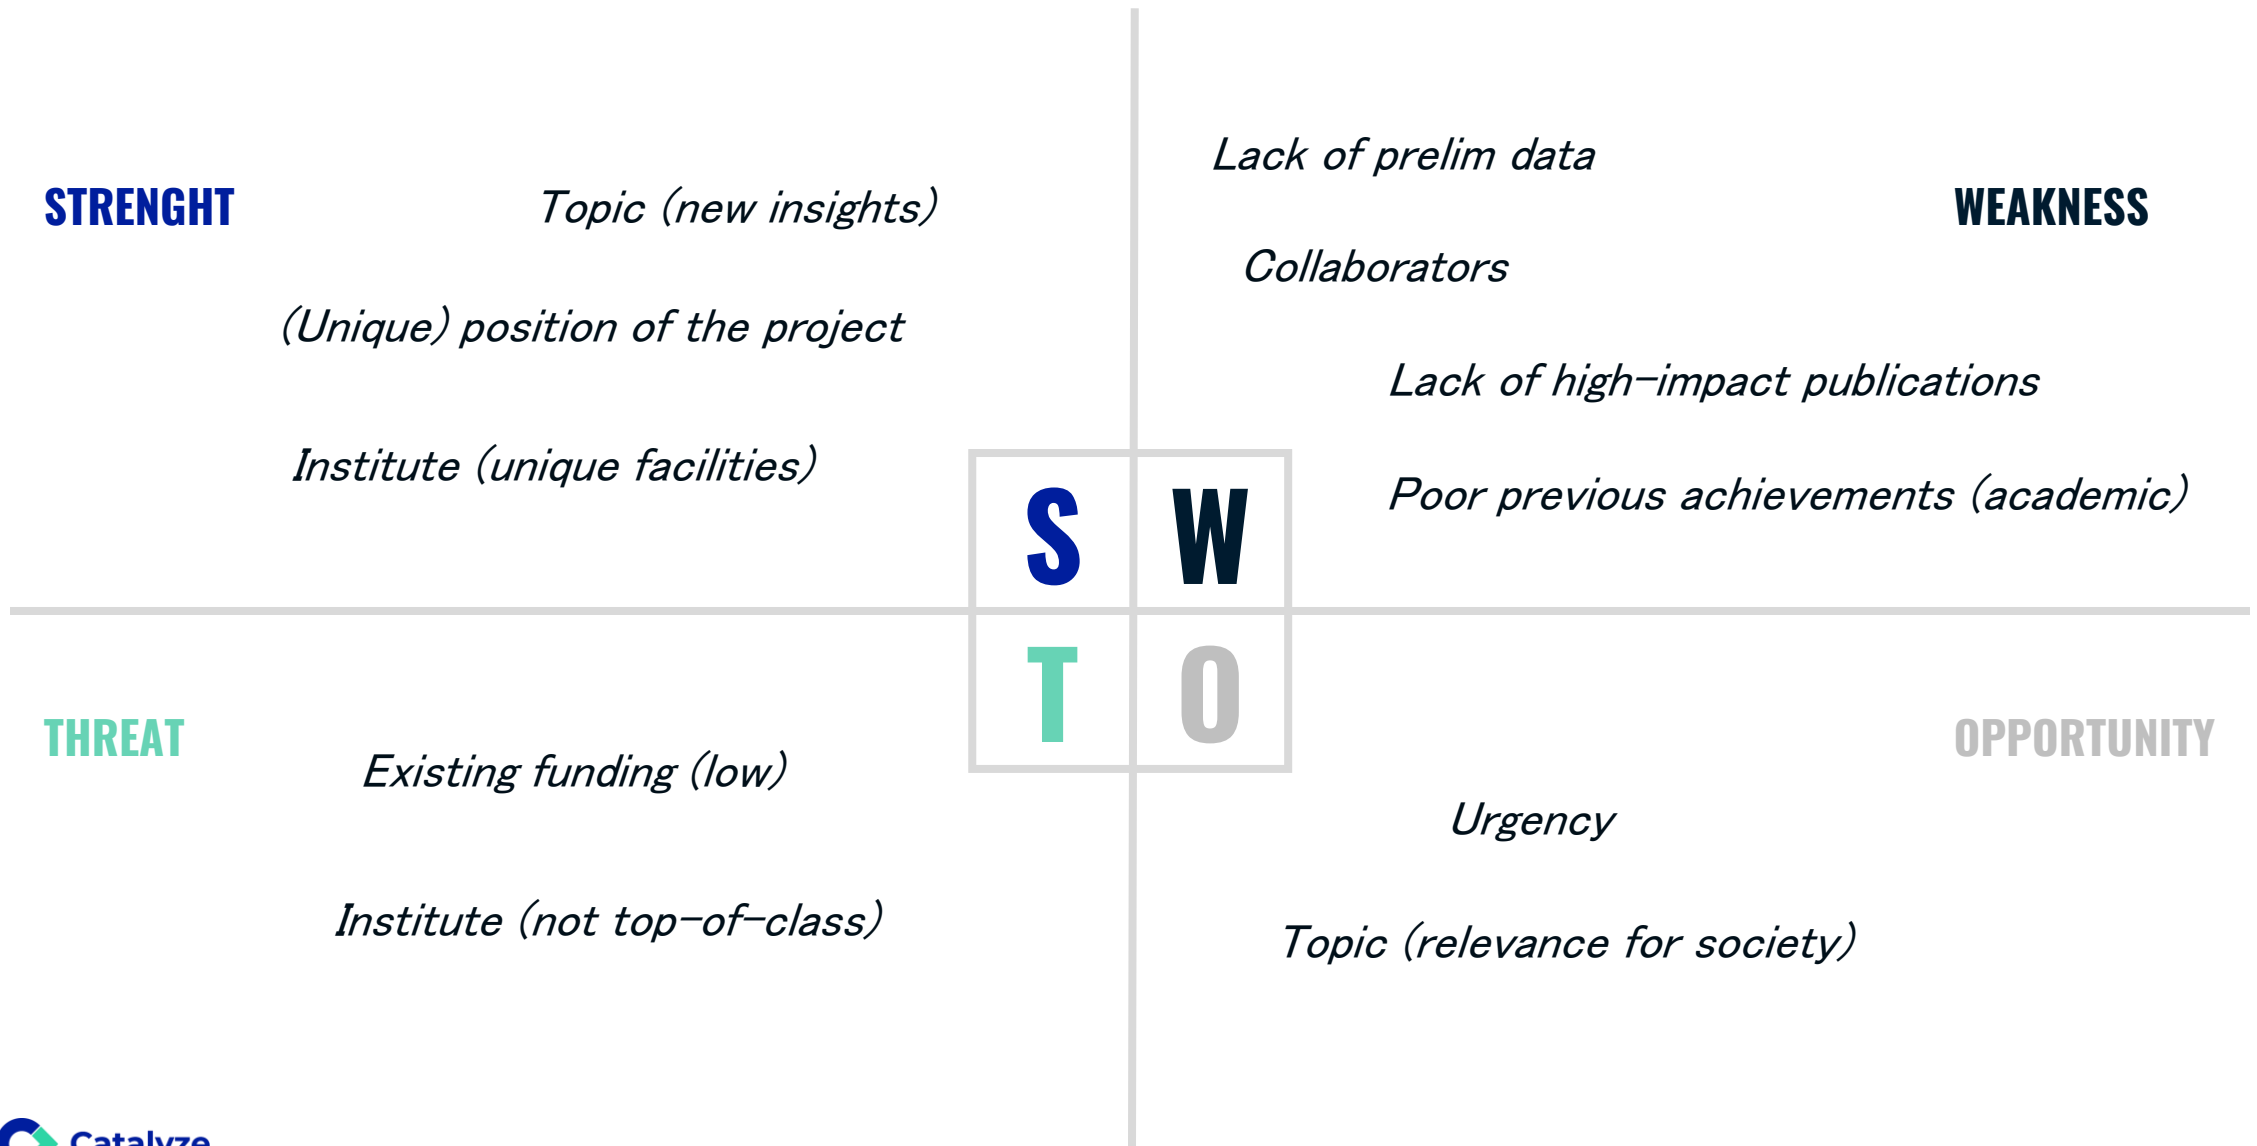 STRENGHT
Topic (new insights)
(Unique) position of the project
Institute (unique facilities)
Lack of prelim data
WEAKNESS
Collaborators
Lack of high-impact publications
Poor previous achievements (academic)
S W
T O
THREAT
Existing funding (low)
Institute (not top-of-class)
OPPORTUNITY
Urgency
Topic (relevance for society)
Catalyze